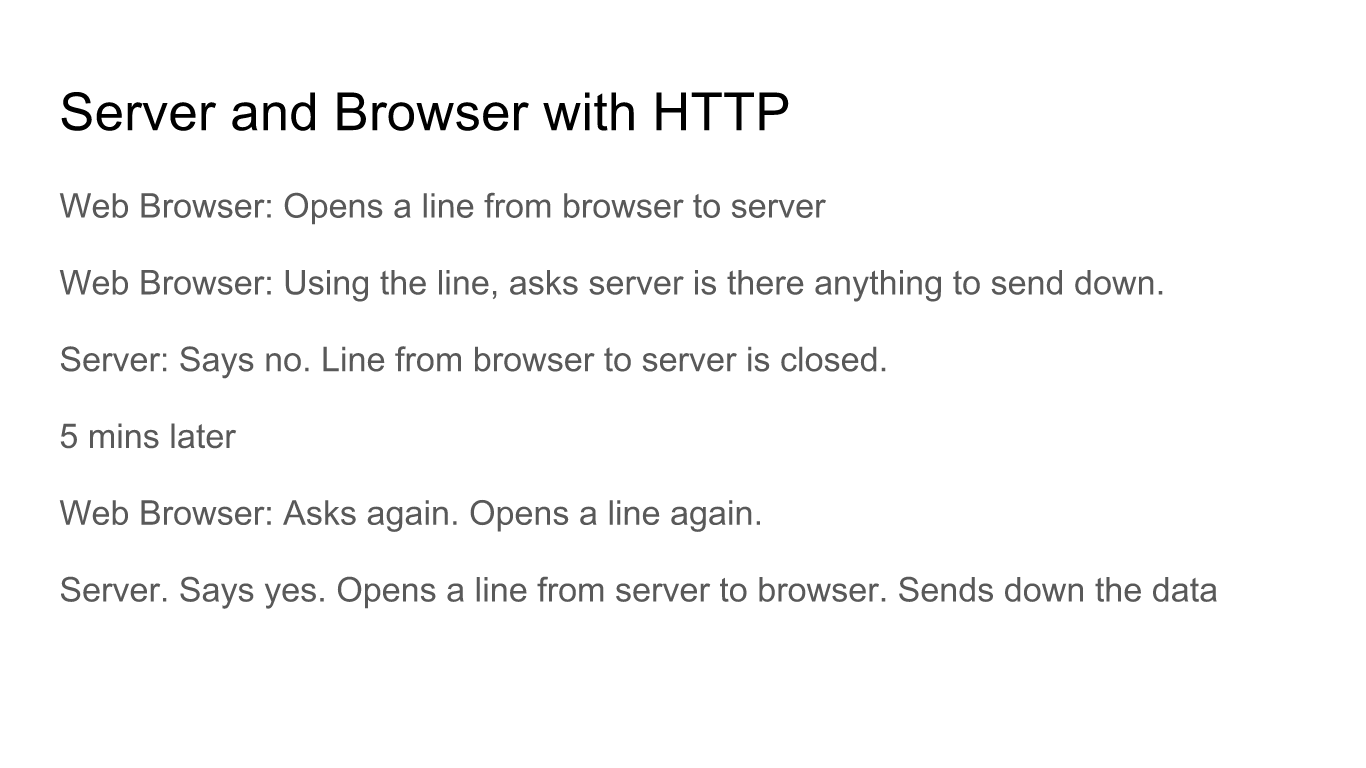 Server and Browser with HTTP
Web Browser: Opens a line from browser to server
Web Browser: Using the line, asks server is there anything to send down.
Server: Says no. Line from browser to server is closed.
5 mins later
Web Browser: Asks again. Opens a line again.
Server. Says yes. Opens a line from server to browser. Sends down the data